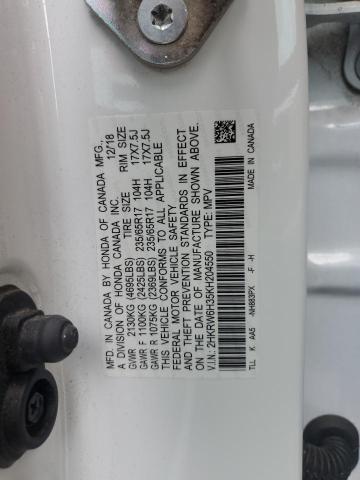 MFD. IN CANADA BY HONDA OF CANADA MFG.,
A DIVISION OF HONDA CANADA INC. 12/18
TIRE SIZE RIM SIZE
GVWR 2130KG (4695LBS)
GAWR F 1100KG (2425LBS) 235/65R17 104H 17X7.5J
GAWR R 1075KG (2369LBS) 235/65R17 104H 17X7.5J
THIS VEHICLE CONFORMS TO ALL APPLICABLE
FEDERAL MOTOR VEHICLE SAFETY
AND THEFT PREVENTION STANDARDS IN EFFECT
ON THE DATE OF MANUFACTURE SHOWN ABOVE.
V.I.N.: 2HKRW6H35KH204550 TYPE: MPV
-NH883PX -F -H
TLL K AA5 MADE IN CANADA